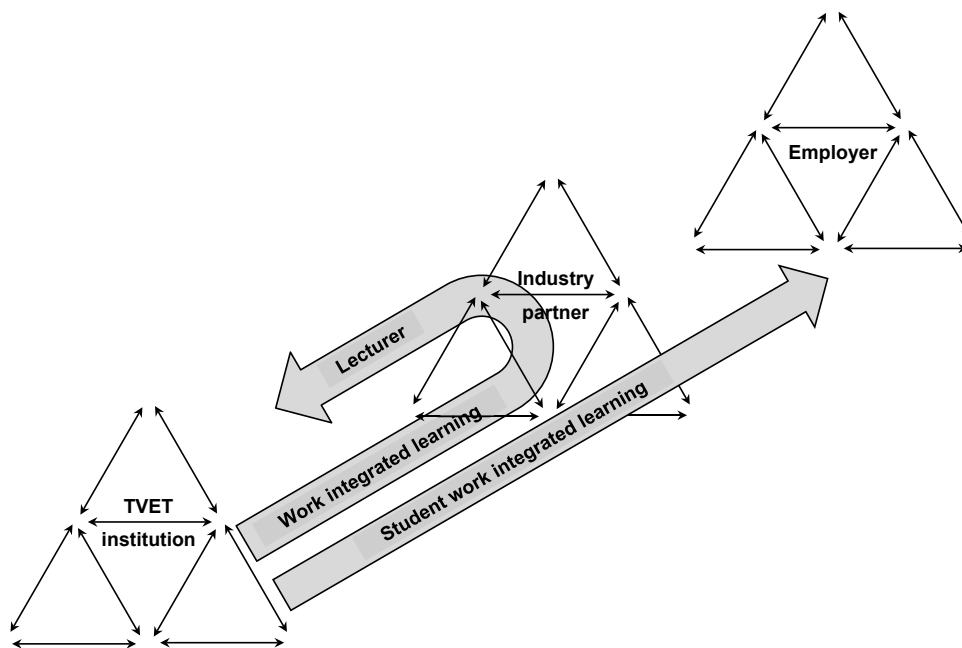 Employer
Industry
partner
Lecturer
Work integrated learning
Student work integrated learning
TVET
institution